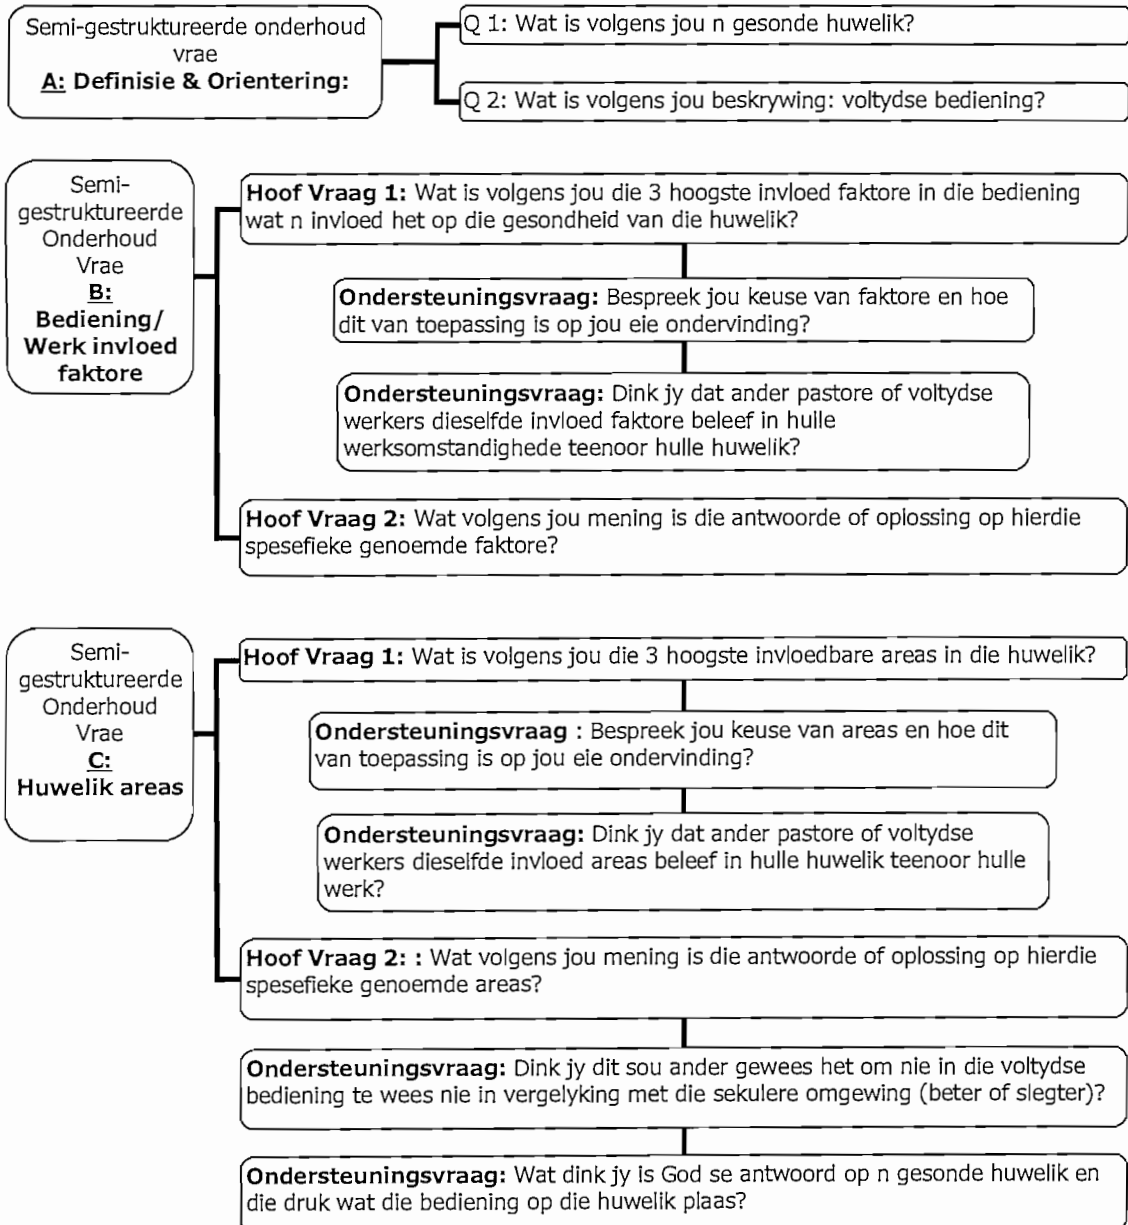 Semi-gestruktureerde onderhoud
vrae
A: Definisie & Orientering:
Q 1: Wat is volgens jou n gesonde huwelik?
Q 2: Wat is volgens jou beskrywing: voltydse bediening?
Semi-
gestruktureerde
Onderhoud
Vrae
B:
Bediening/
Werk invloed
faktore
Hoof Vraag 1: Wat is volgens jou die 3 hoogste invloed faktore in die bediening
wat n invloed het op die gesondheid van die huwelik?
Ondersteuningsvraag: Bespreek jou keuse van faktore en hoe
dit van toepassing is op jou eie ondervinding?
Ondersteuningsvraag: Dink jy dat ander pastore of voltydse
werkers dieselfde invloed faktore beleef in hulle
werksomstandighede teenoor hulle huwelik?
Hoof Vraag 2: Wat volgens jou mening is die antwoorde of oplossing op hierdie
spesefieke genoemde faktore?
Semi-
gestruktureerde
Onderhoud
Vrae
C:
Huwelik areas
Hoof Vraag 1: Wat is volgens jou die 3 hoogste invloedbare areas in die huwelik?
Ondersteuningsvraag : Bespreek jou keuse van areas en hoe dit
van toepassing is op jou eie ondervinding?
Ondersteuningsvraag: Dink jy dat ander pastore of voltydse
werkers dieselfde invloed areas beleef in hulle huwelik teenoor hulle
werk?
Hoof Vraag 2: : Wat volgens jou mening is die antwoorde of oplossing op hierdie
spesefieke genoemde areas?
Ondersteuningsvraag: Dink jy dit sou ander gewees het om nie in die voltydse
bediening te wees nie in vergelyking met die sekulere omgewing (beter of slegter)?
Ondersteuningsvraag: Wat dink jy is God se antwoord op n gesonde huwelik en
die druk wat die bediening op die huwelik plaas?